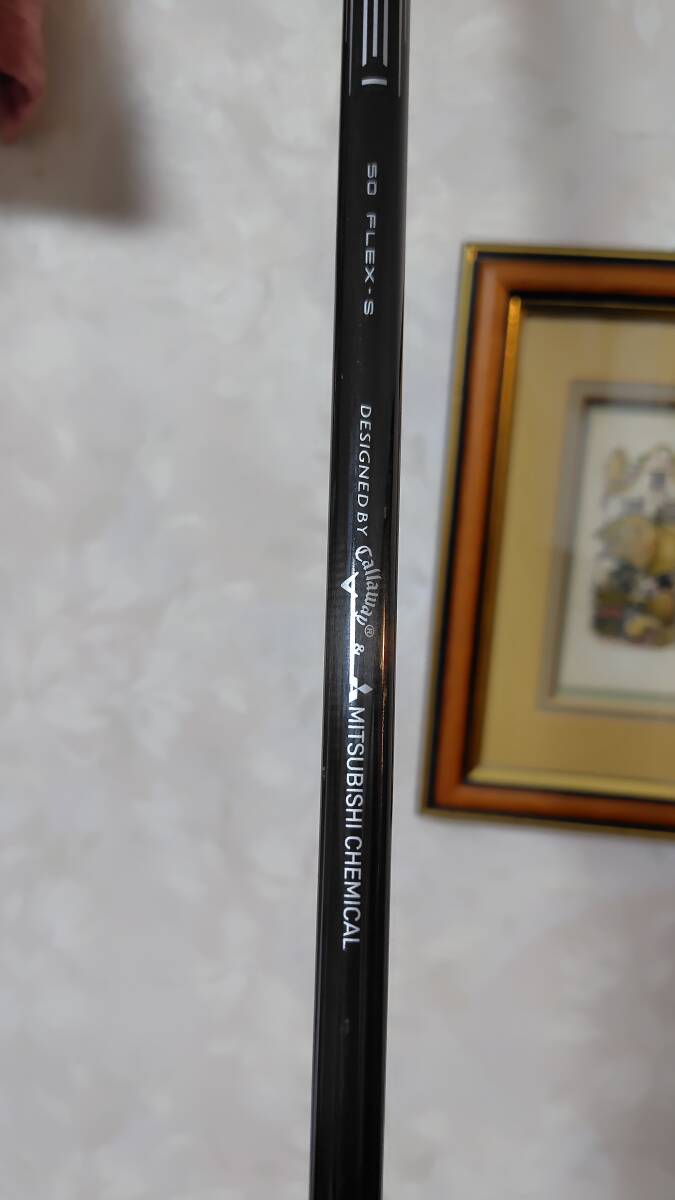 50 FLEX-S
DESIGNED BY Callaway® & MITSUBISHI CHEMICAL